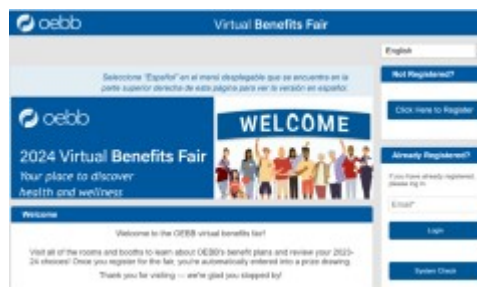 oebb
Virtual Benefits Fair
English
Seleccione "Español" en el menú desplegable que se encuentra en la
parte superior derecha de esta página para ver la versión en español.
oebb
2024 Virtual Benefits Fair
Your place to discover
health and wellness
WELCOME
Welcome
Welcome to the OEBB virtual benefits fair!
Visit all of the rooms and booths to learn about OEBB's benefit plans and review your 2023-
24 choices! Once you register for the fair, you're automatically entered into a prize drawing.
Thank you for visiting — we're glad you stopped by!
Not Registered?
Click Here to Register
Already Registered?
If you have already registered,
please log in.
Email*
Login
System Check